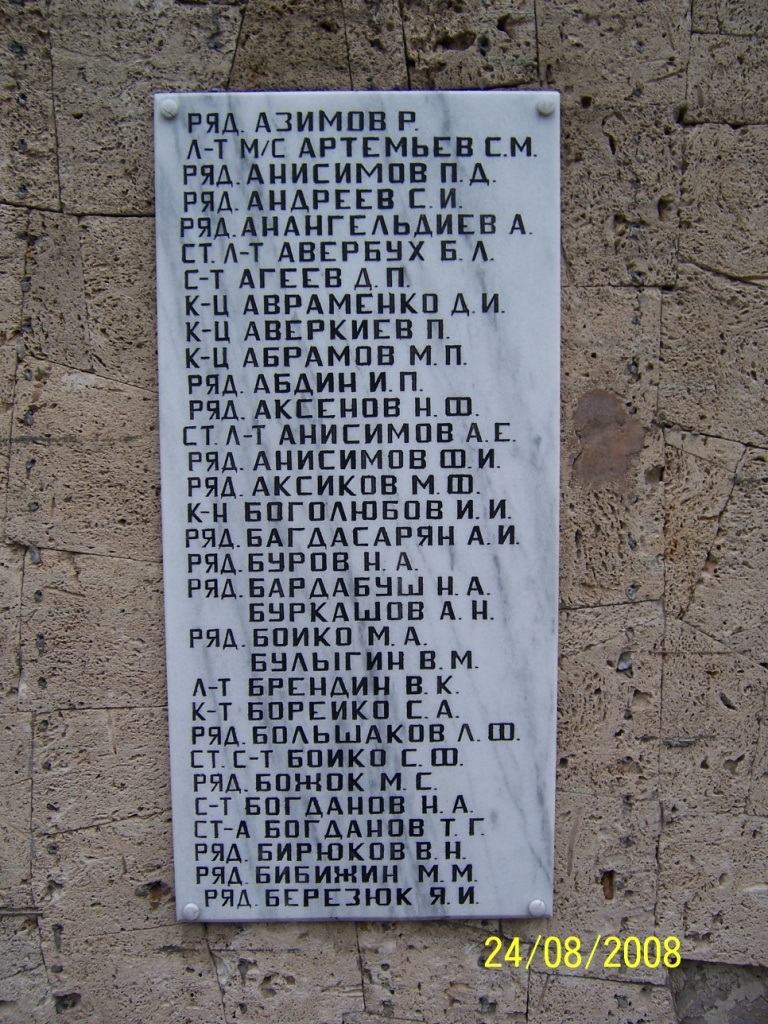 РЯД. АЗИМОВ Р.
Л-Т М/С АРТЕМЬЕВ С.М.
РЯД. АНИСИМОВ П.Д.
РЯД. АНДРЕЕВ С.И.
РЯД. АНАНГЕЛЬДИЕВ А.
СТ. Л-Т АВЕРБУХ Б.Л.
С-Т АГЕЕВ Д.П.
К-Ц АВРАМЕНКО Д.И.
К-Ц АВЕРКИЕВ П.
К-Ц АБРАМОВ М.П.
РЯД. АБДИН И.П.
РЯД. АКСЕНОВ Н.Ф.
СТ. Л-Т АНИСИМОВ А.Е.
РЯД. АНИСИМОВ Ф.И.
РЯД. АКСИКОВ М.Ф.
К-Н БОГОЛЮБОВ И.И.
РЯД. БАГДАСАРЯН А.И.
РЯД. БУРОВ Н.А.
РЯД. БАРДАБУШ Н.А.
БУРКАШОВ А.Н.
РЯД. БОИКО М.А.
БУЛЫГИН В.М.
Л-Т БРЕНДИН В.К.
К-Т БОРЕИКО С.А.
РЯД. БОЛЬШАКОВ Л.Ф.
СТ. С-Т БОИКО С.Ф.
РЯД. БОЖОК М.С.
С-Т БОГДАНОВ Н.А.
СТ-А БОГДАНОВ Т.Г.
РЯД. БИРЮКОВ В.Н.
РЯД. БИБИЖИН М.М.
РЯД. БЕРЕЗЮК Я.И.
24/08/2008